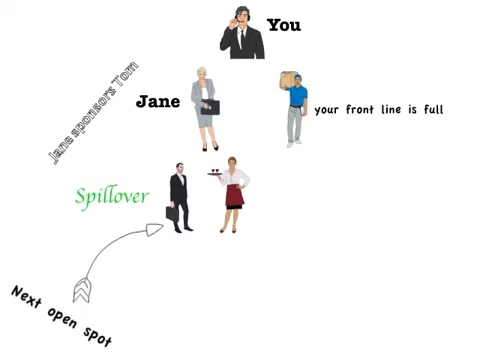 You
Jane sponsors Tom
Jane
your front line is full
Spillover
Next open spot